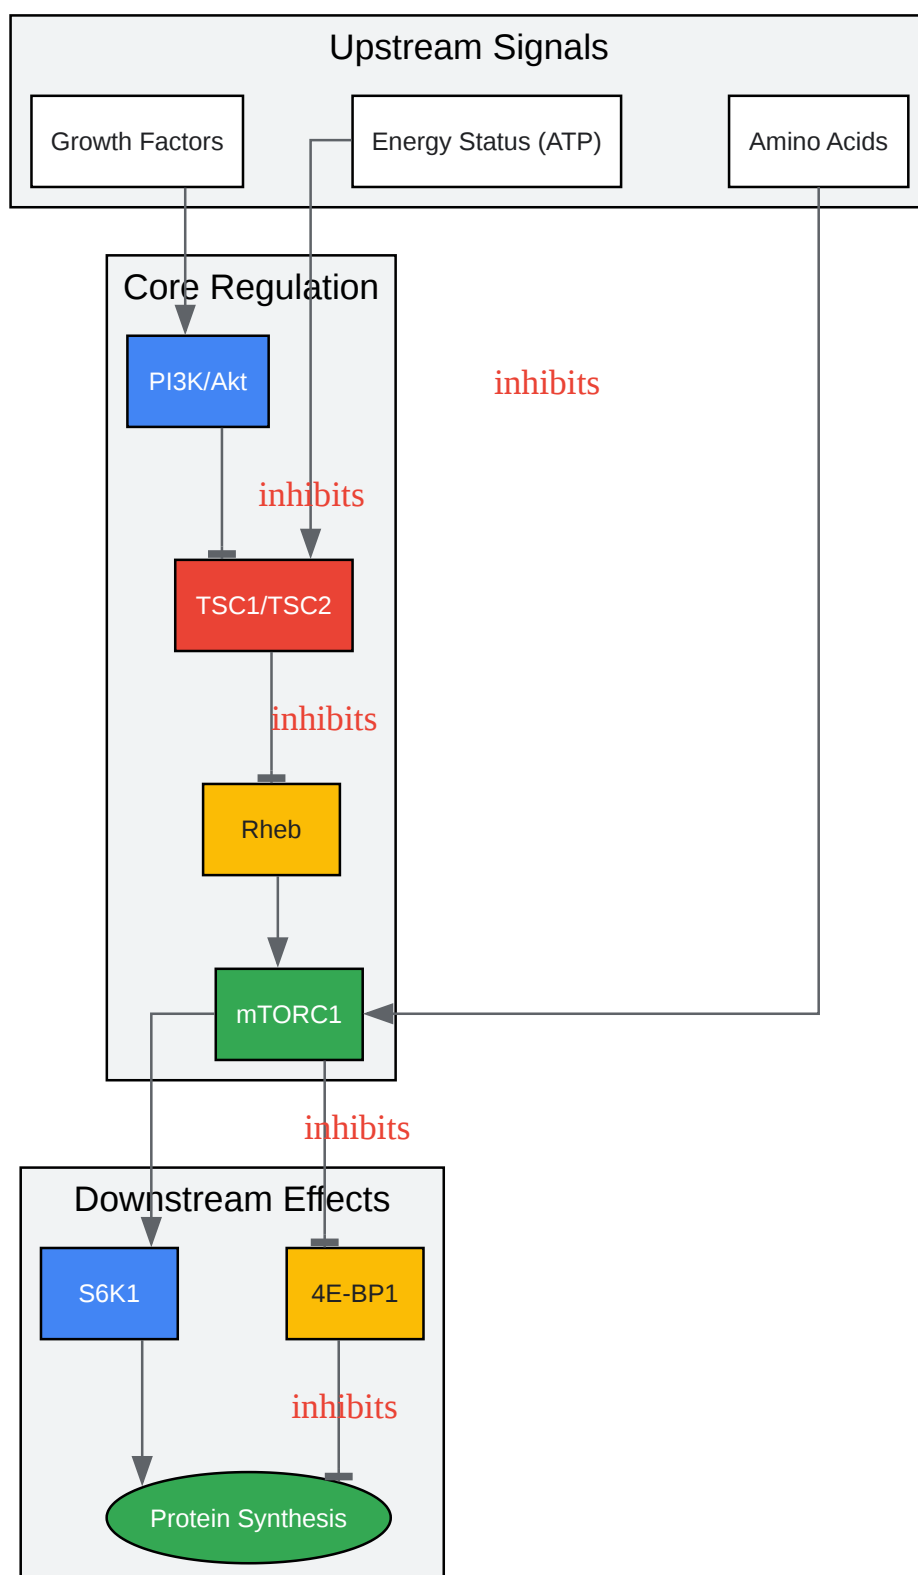 Upstream Signals
Growth Factors
Energy Status (ATP)
Amino Acids
Core Regulation
PI3K/Akt
inhibits
inhibits
TSC1/TSC2
inhibits
Rheb
mTORC1
inhibits
Downstream Effects
S6K1
4E-BP1
inhibits
Protein Synthesis